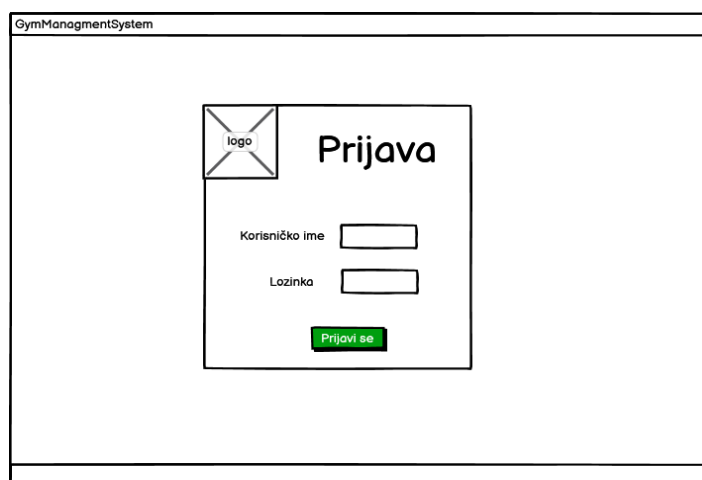 GymManagmentSystem
logo
Prijava
Korisničko ime
Lozinka
Prijavi se